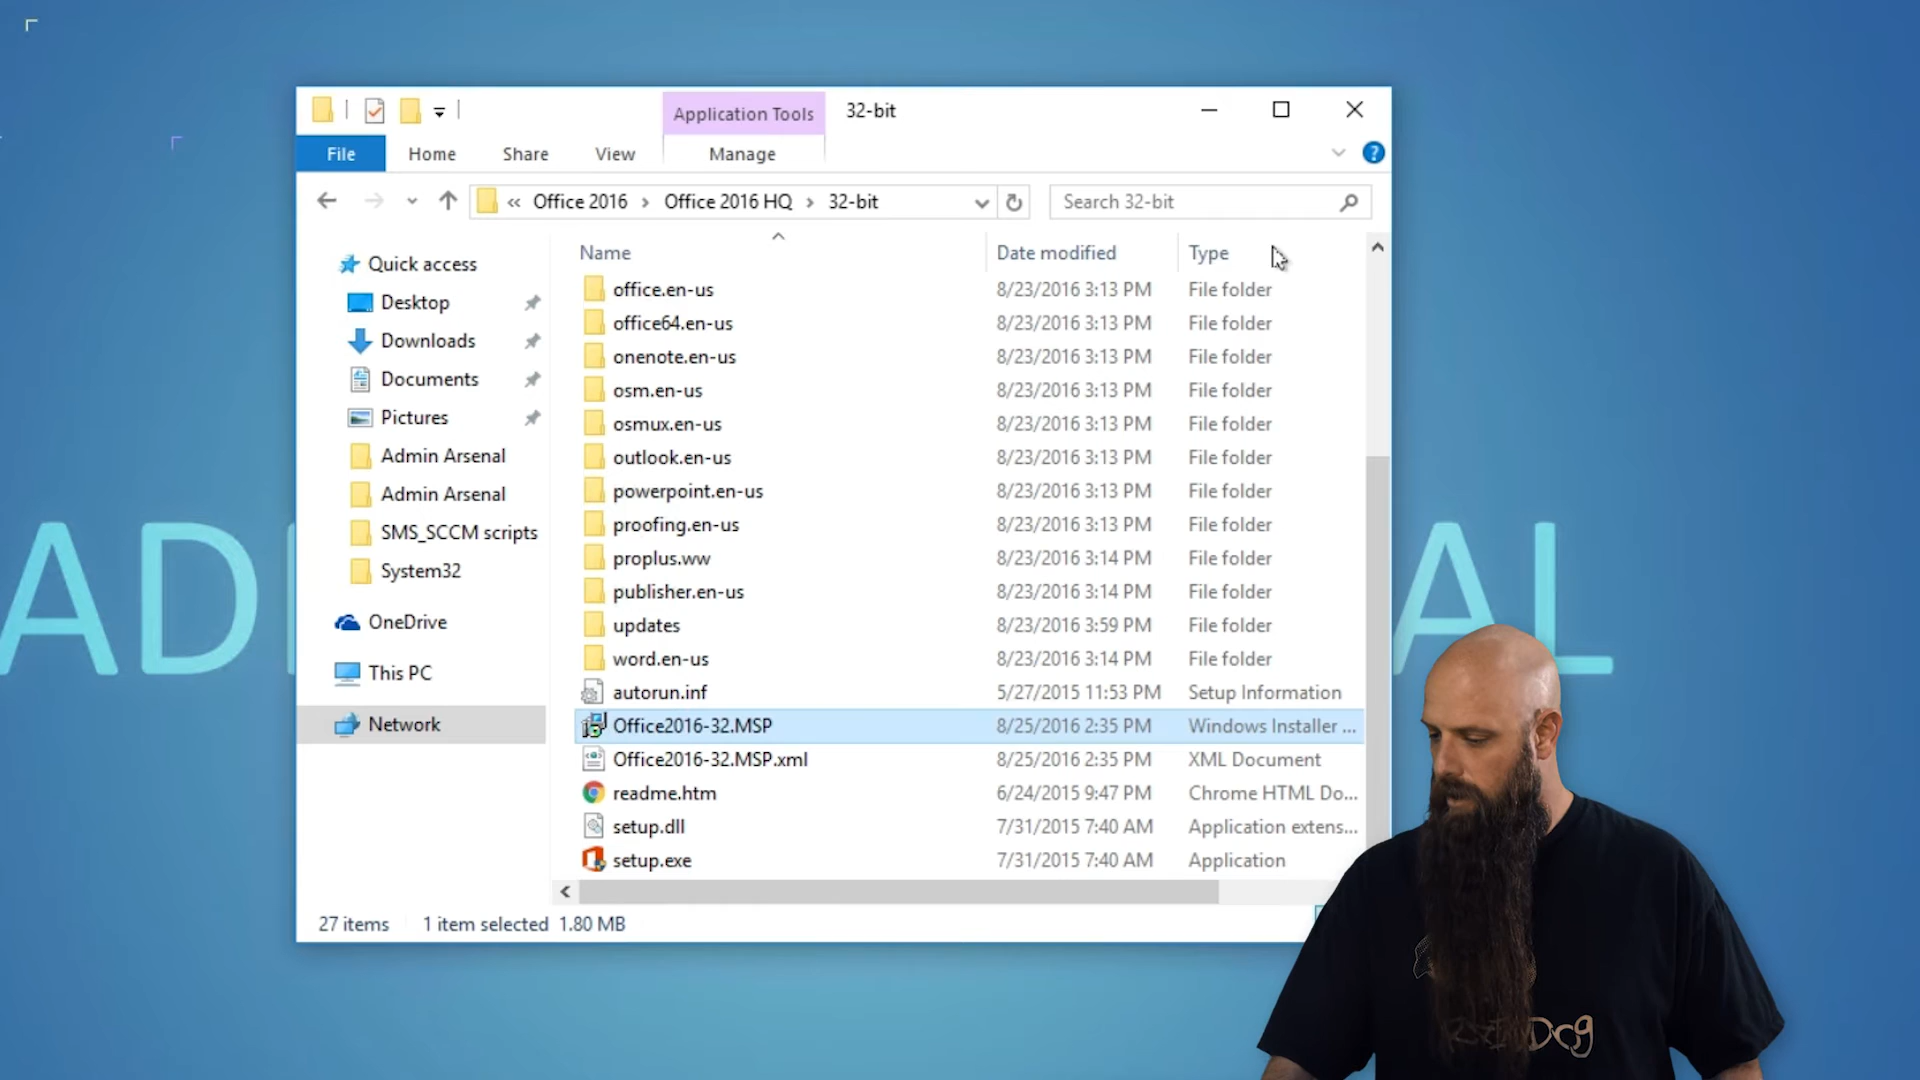 Application Tools 32-bit
File Home Share View Manage
« Office 2016 > Office 2016 HQ > 32-bit Search 32-bit
Name Date modified Type
Quick access
Desktop
Downloads
Documents
Pictures
Admin Arsenal
Admin Arsenal
SMS_SCCM scripts
System32
OneDrive
This PC
Network
office.en-us 8/23/2016 3:13 PM File folder
office64.en-us 8/23/2016 3:13 PM File folder
onenote.en-us 8/23/2016 3:13 PM File folder
osm.en-us 8/23/2016 3:13 PM File folder
osmux.en-us 8/23/2016 3:13 PM File folder
outlook.en-us 8/23/2016 3:13 PM File folder
powerpoint.en-us 8/23/2016 3:13 PM File folder
proofing.en-us 8/23/2016 3:13 PM File folder
proplus.ww 8/23/2016 3:14 PM File folder
publisher.en-us 8/23/2016 3:14 PM File folder
updates 8/23/2016 3:59 PM File folder
word.en-us 8/23/2016 3:14 PM File folder
autorun.inf 5/27/2015 11:53 PM Setup Information
Office2016-32.MSP 8/25/2016 2:35 PM Windows Installer ...
Office2016-32.MSP.xml 8/25/2016 2:35 PM XML Document
readme.htm 6/24/2015 9:47 PM Chrome HTML Do...
setup.dll 7/31/2015 7:40 AM Application extens...
setup.exe 7/31/2015 7:40 AM Application
27 items 1 item selected 1.80 MB
AD AL